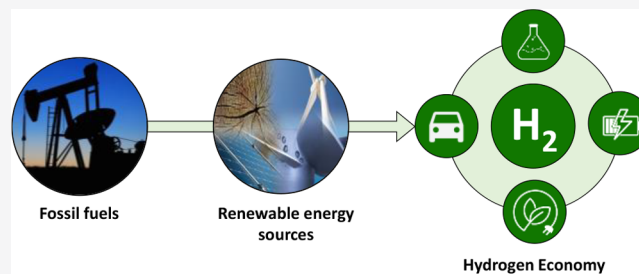 H₂
Fossil fuels
Renewable energy
sources
Hydrogen Economy